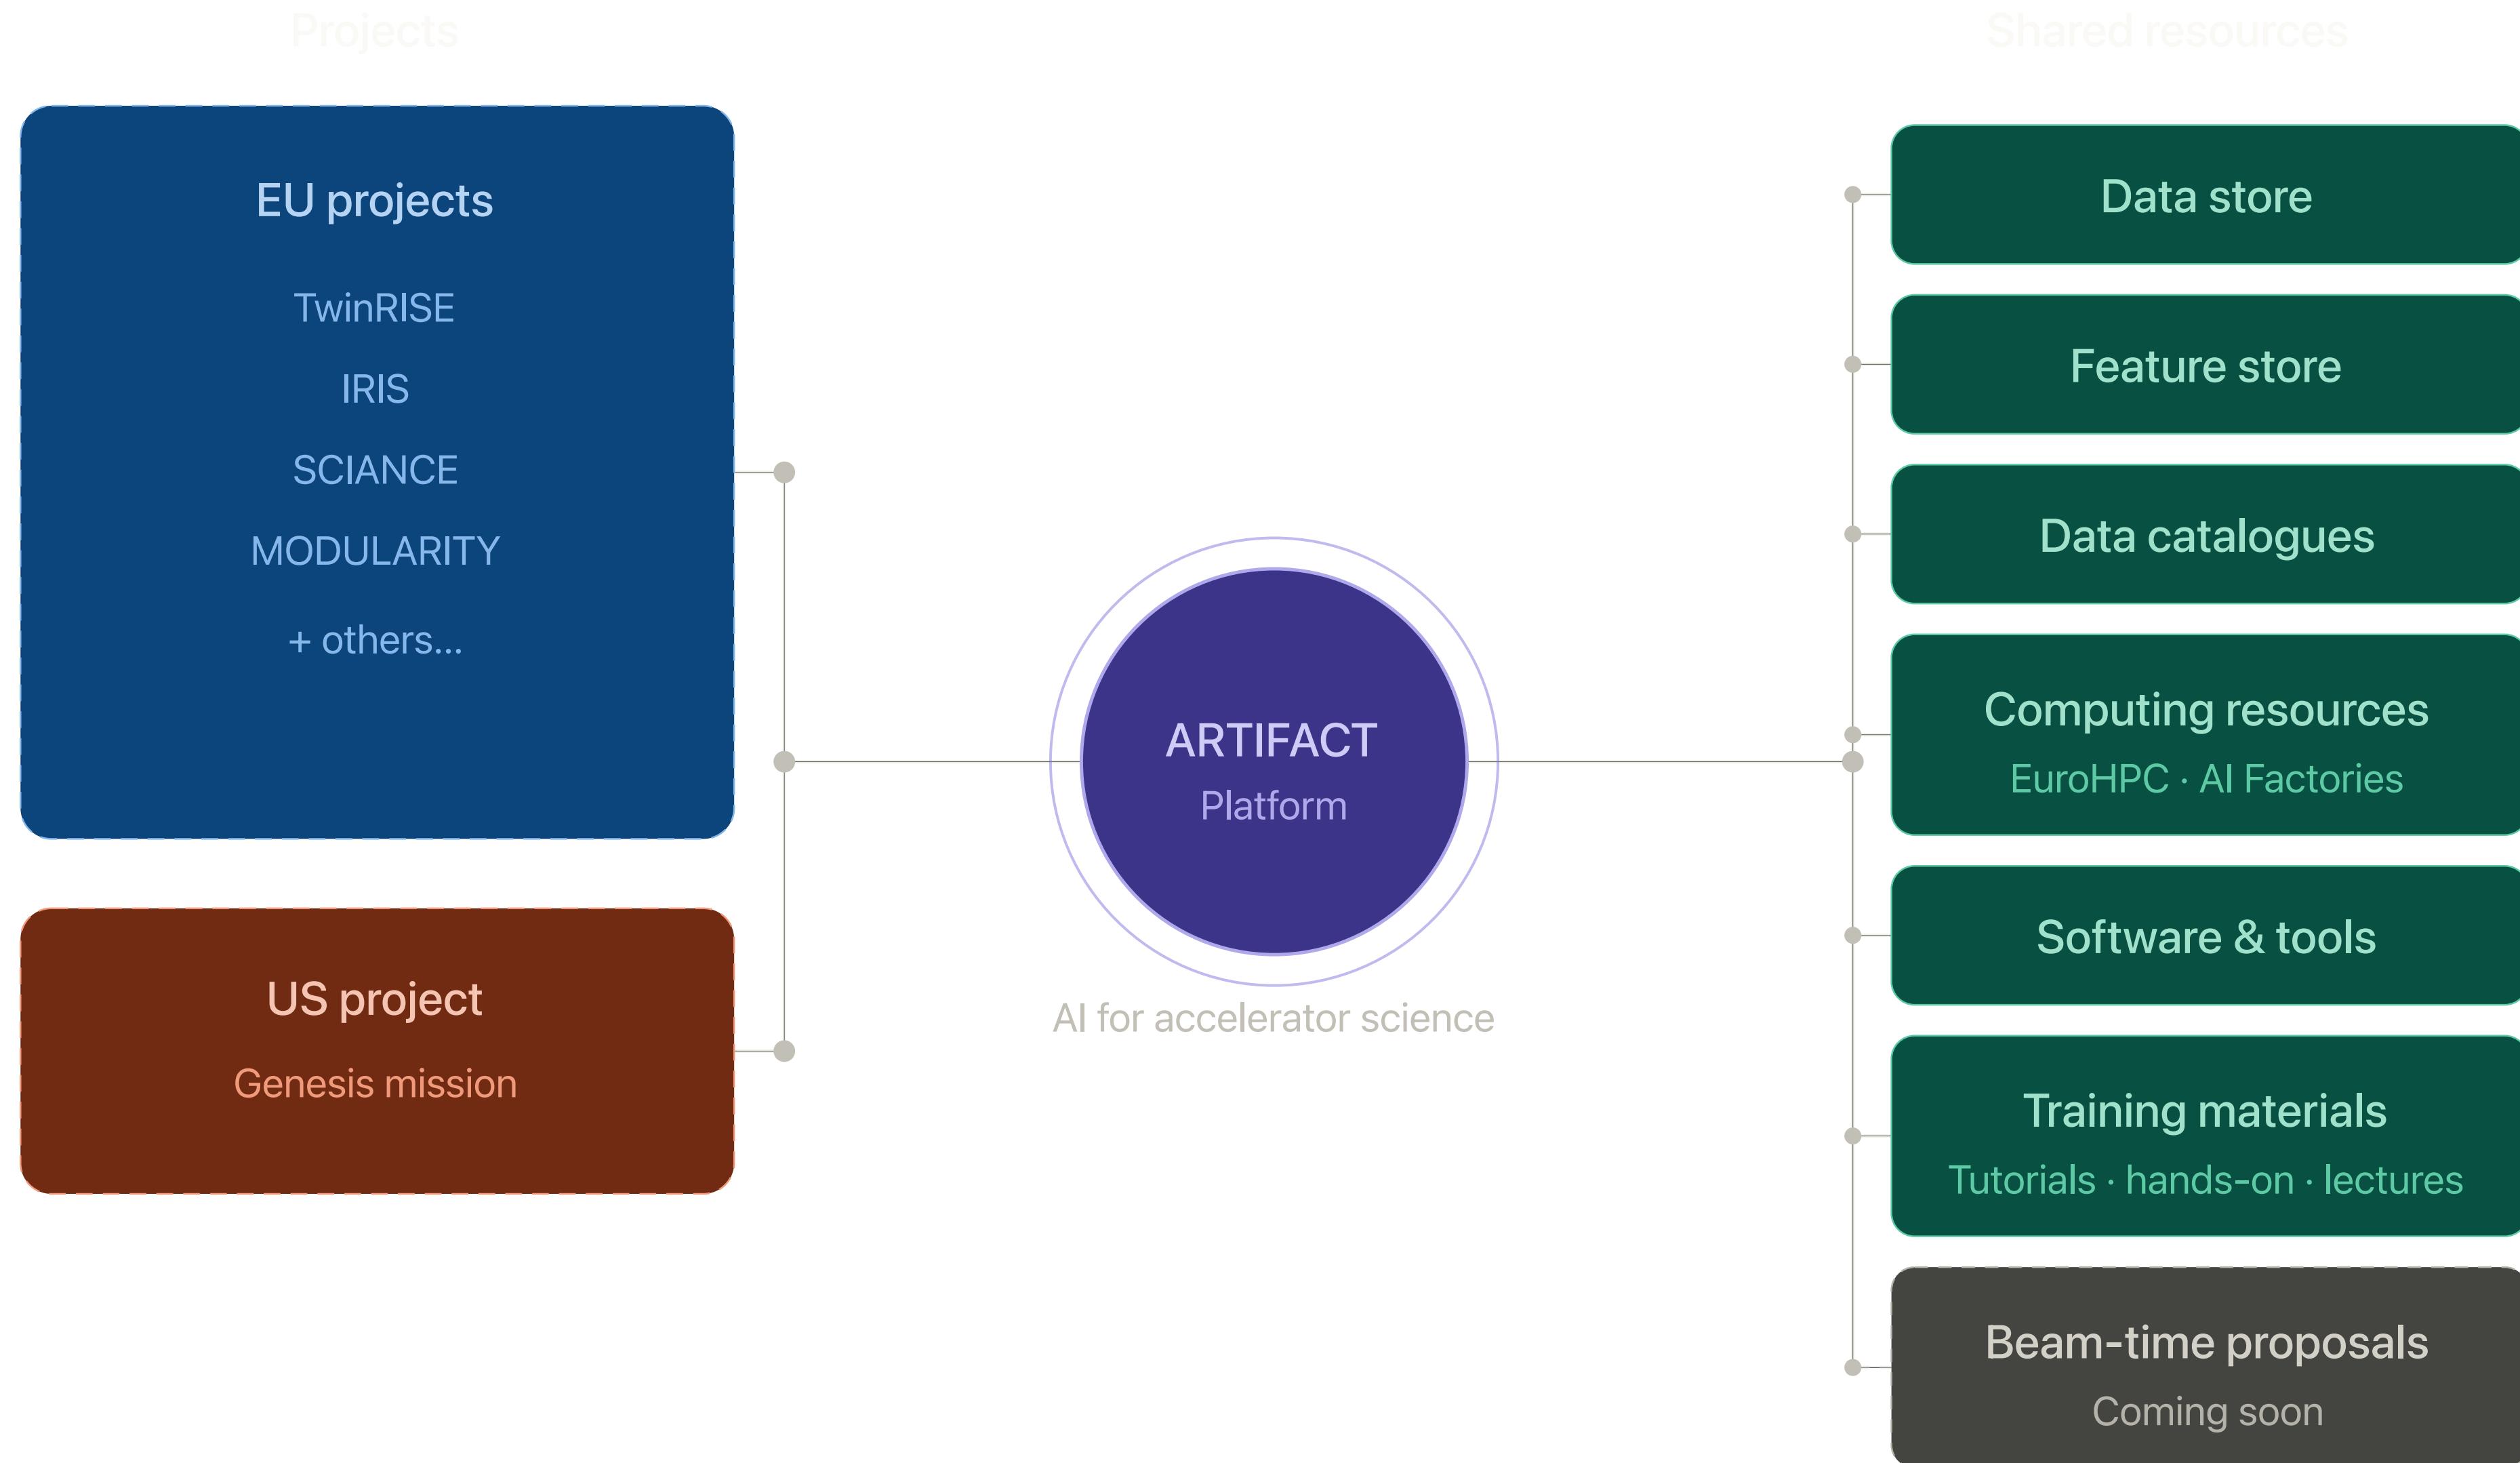 Projects
EU projects
TwinRISE
IRIS
SCIANCE
MODULARITY
+ others...
US project
Genesis mission
ARTIFACT
Platform
AI for accelerator science
Shared resources
Data store
Feature store
Data catalogues
Computing resources
EuroHPC · AI Factories
Software & tools
Training materials
Tutorials · hands-on · lectures
Beam-time proposals
Coming soon